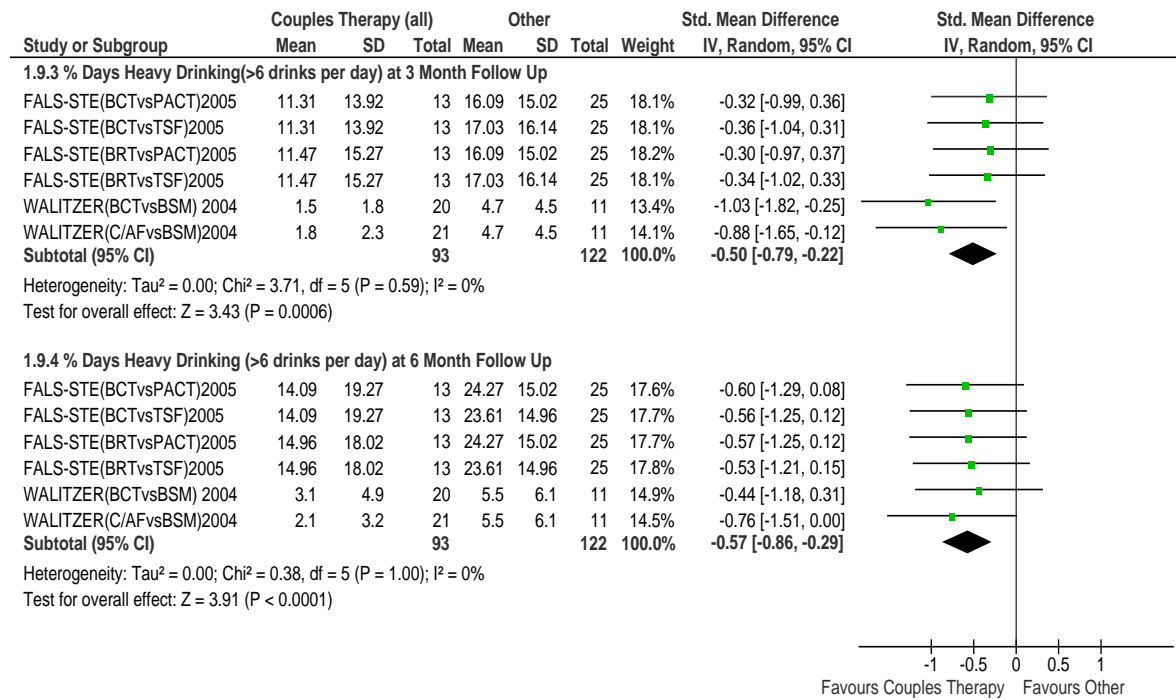 Couples Therapy (all) Other Std. Mean Difference Std. Mean Difference
Study or Subgroup Mean SD Total Mean SD Total Weight IV, Random, 95% CI IV, Random, 95% CI
1.9.3 % Days Heavy Drinking(>6 drinks per day) at 3 Month Follow Up
FALS-STE(BCTvsPACT)2005 11.31 13.92 13 16.09 15.02 25 18.1% -0.32 [-0.99, 0.36]
FALS-STE(BCTvsTSF)2005 11.31 13.92 13 17.03 16.14 25 18.1% -0.36 [-1.04, 0.31]
FALS-STE(BRTvsPACT)2005 11.47 15.27 13 16.09 15.02 25 18.2% -0.30 [-0.97, 0.37]
FALS-STE(BRTvsTSF)2005 11.47 15.27 13 17.03 16.14 25 18.1% -0.34 [-1.02, 0.33]
WALITZER(BCTvsBSM) 2004 1.5 1.8 20 4.7 4.5 11 13.4% -1.03 [-1.82, -0.25]
WALITZER(C/AFvsBSM)2004 1.8 2.3 21 4.7 4.5 11 14.1% -0.88 [-1.65, -0.12]
Subtotal (95% CI) 93 122 100.0% -0.50 [-0.79, -0.22]
Heterogeneity: Tau² = 0.00; Chi² = 3.71, df = 5 (P = 0.59); I² = 0%
Test for overall effect: Z = 3.43 (P = 0.0006)
1.9.4 % Days Heavy Drinking (>6 drinks per day) at 6 Month Follow Up
FALS-STE(BCTvsPACT)2005 14.09 19.27 13 24.27 15.02 25 17.6% -0.60 [-1.29, 0.08]
FALS-STE(BCTvsTSF)2005 14.09 19.27 13 23.61 14.96 25 17.7% -0.56 [-1.25, 0.12]
FALS-STE(BRTvsPACT)2005 14.96 18.02 13 24.27 15.02 25 17.7% -0.57 [-1.25, 0.12]
FALS-STE(BRTvsTSF)2005 14.96 18.02 13 23.61 14.96 25 17.8% -0.53 [-1.21, 0.15]
WALITZER(BCTvsBSM) 2004 3.1 4.9 20 5.5 6.1 11 14.9% -0.44 [-1.18, 0.31]
WALITZER(C/AFvsBSM)2004 2.1 3.2 21 5.5 6.1 11 14.5% -0.76 [-1.51, 0.00]
Subtotal (95% CI) 93 122 100.0% -0.57 [-0.86, -0.29]
Heterogeneity: Tau² = 0.00; Chi² = 0.38, df = 5 (P = 1.00); I² = 0%
Test for overall effect: Z = 3.91 (P < 0.0001)
-1 -0.5 0 0.5 1
Favours Couples Therapy Favours Other